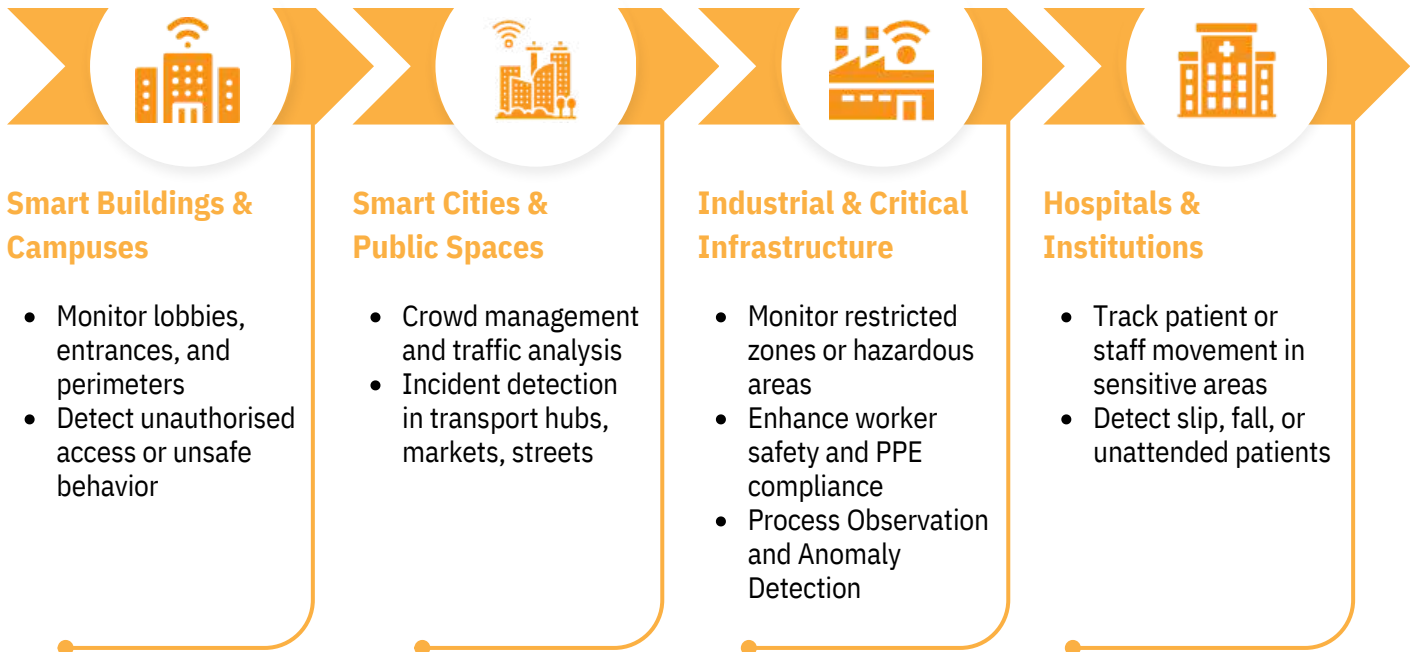 Smart Buildings &
Campuses
• Monitor lobbies,
entrances, and
perimeters
• Detect unauthorised
access or unsafe
behavior
Smart Cities &
Public Spaces
• Crowd management
and traffic analysis
• Incident detection
in transport hubs,
markets, streets
Industrial & Critical
Infrastructure
• Monitor restricted
zones or hazardous
areas
• Enhance worker
safety and PPE
compliance
• Process Observation
and Anomaly
Detection
Hospitals &
Institutions
• Track patient or
staff movement in
sensitive areas
• Detect slip, fall, or
unattended patients